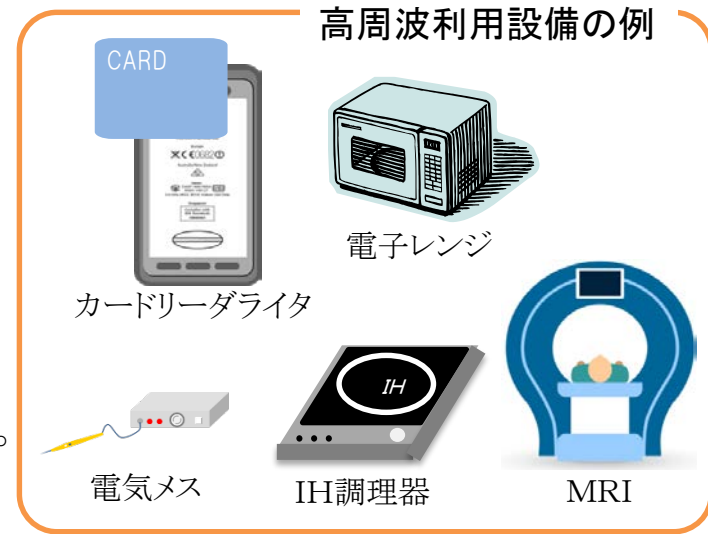 高周波利用設備の例
CARD
カードリーダライタ
電子レンジ
電気メス
IH
IH調理器
MRI
。